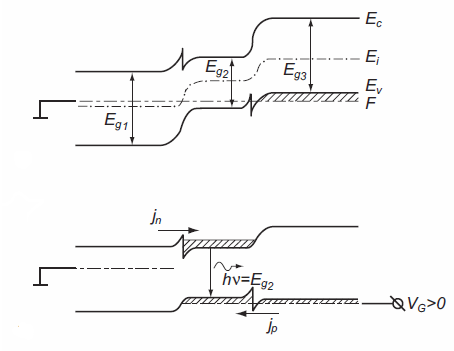 E_c
E_i
E_g2
E_g3
E_v
F
E_g1
j_n
hν=E_g2
V_G>0
j_p